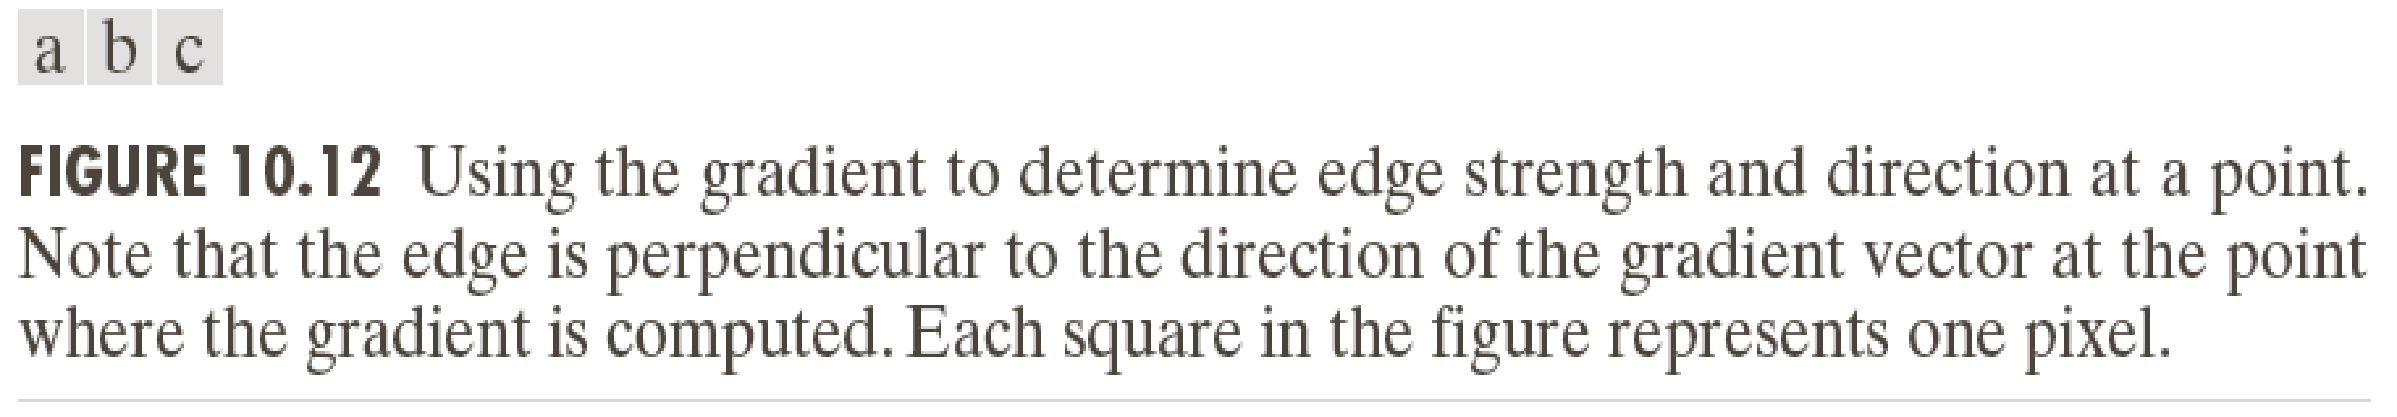 a b c
FIGURE 10.12 Using the gradient to determine edge strength and direction at a point.
Note that the edge is perpendicular to the direction of the gradient vector at the point
where the gradient is computed. Each square in the figure represents one pixel.